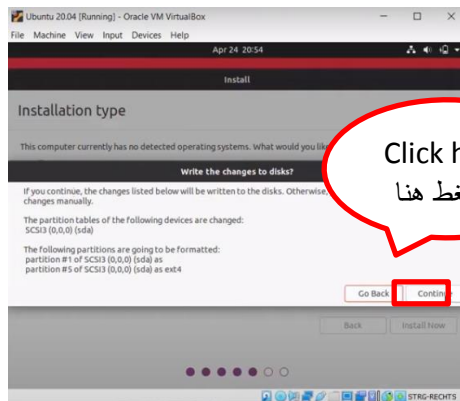 Ubuntu 20.04 [Running] - Oracle VM VirtualBox
File Machine View Input Devices Help
Apr 24 20:54
Install
Installation type
This computer currently has no detected operating systems. What would you
Click
هنا
Write the changes to disks?
If you continue, the changes listed below will be written to the disks. Otherwise,
changes manually.
The partition tables of the following devices are changed:
SCSI3 (0,0,0) (sda)
The following partitions are going to be formatted:
partition #1 of SCSI3 (0,0,0) (sda) as
partition #5 of SCSI3 (0,0,0) (sda) as ext4
Go Back
Back
Install Now
STRG-RECHTS